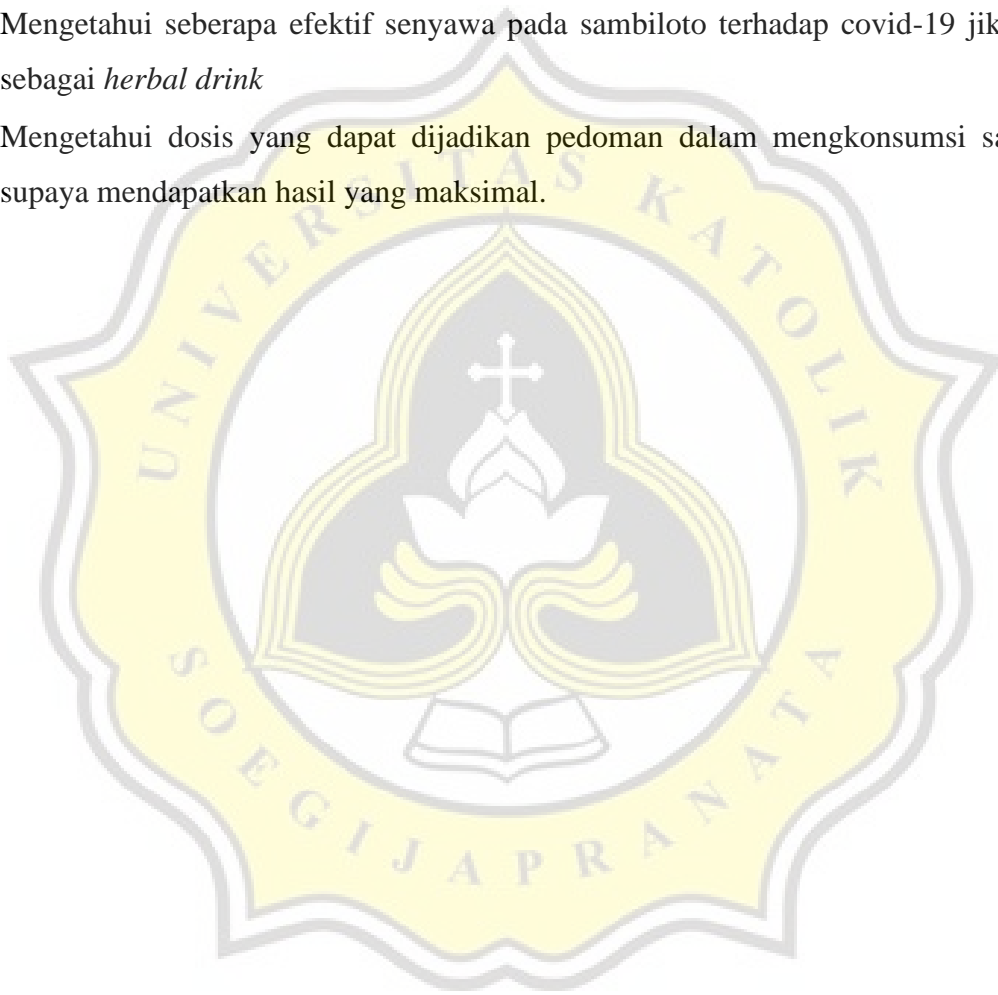 Mengetahui seberapa efektif senyawa pada sambiloto terhadap covid-19 jik
sebagai herbal drink
Mengetahui dosis yang dapat dijadikan pedoman dalam mengkonsumsi sa
supaya mendapatkan hasil yang maksimal.
UNIVERSITAS KATOLIK
SOEGIJAPRANATA